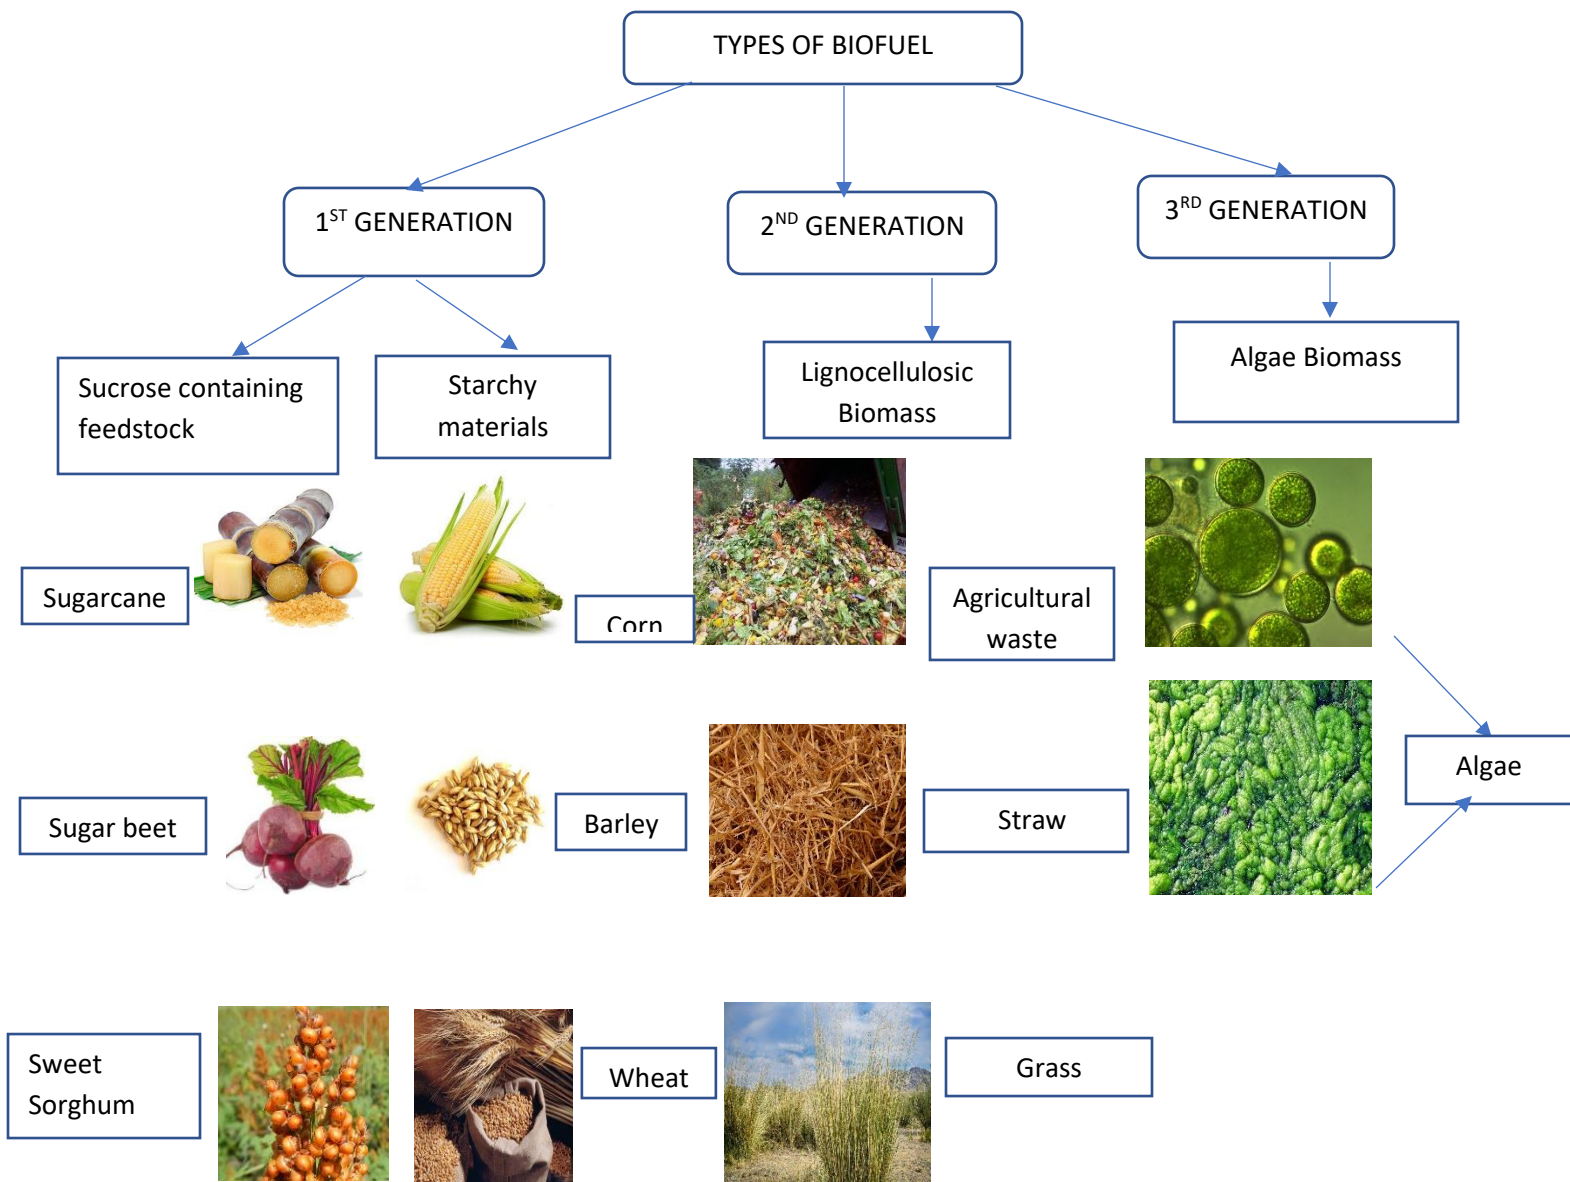 TYPES OF BIOFUEL
1ST GENERATION
2ND GENERATION
3RD GENERATION
Sucrose containing
feedstock
Starchy
materials
Lignocellulosic
Biomass
Algae Biomass
Sugarcane
Corn
Agricultural
waste
Sugar beet
Barley
Straw
Algae
Sweet
Sorghum
Wheat
Grass